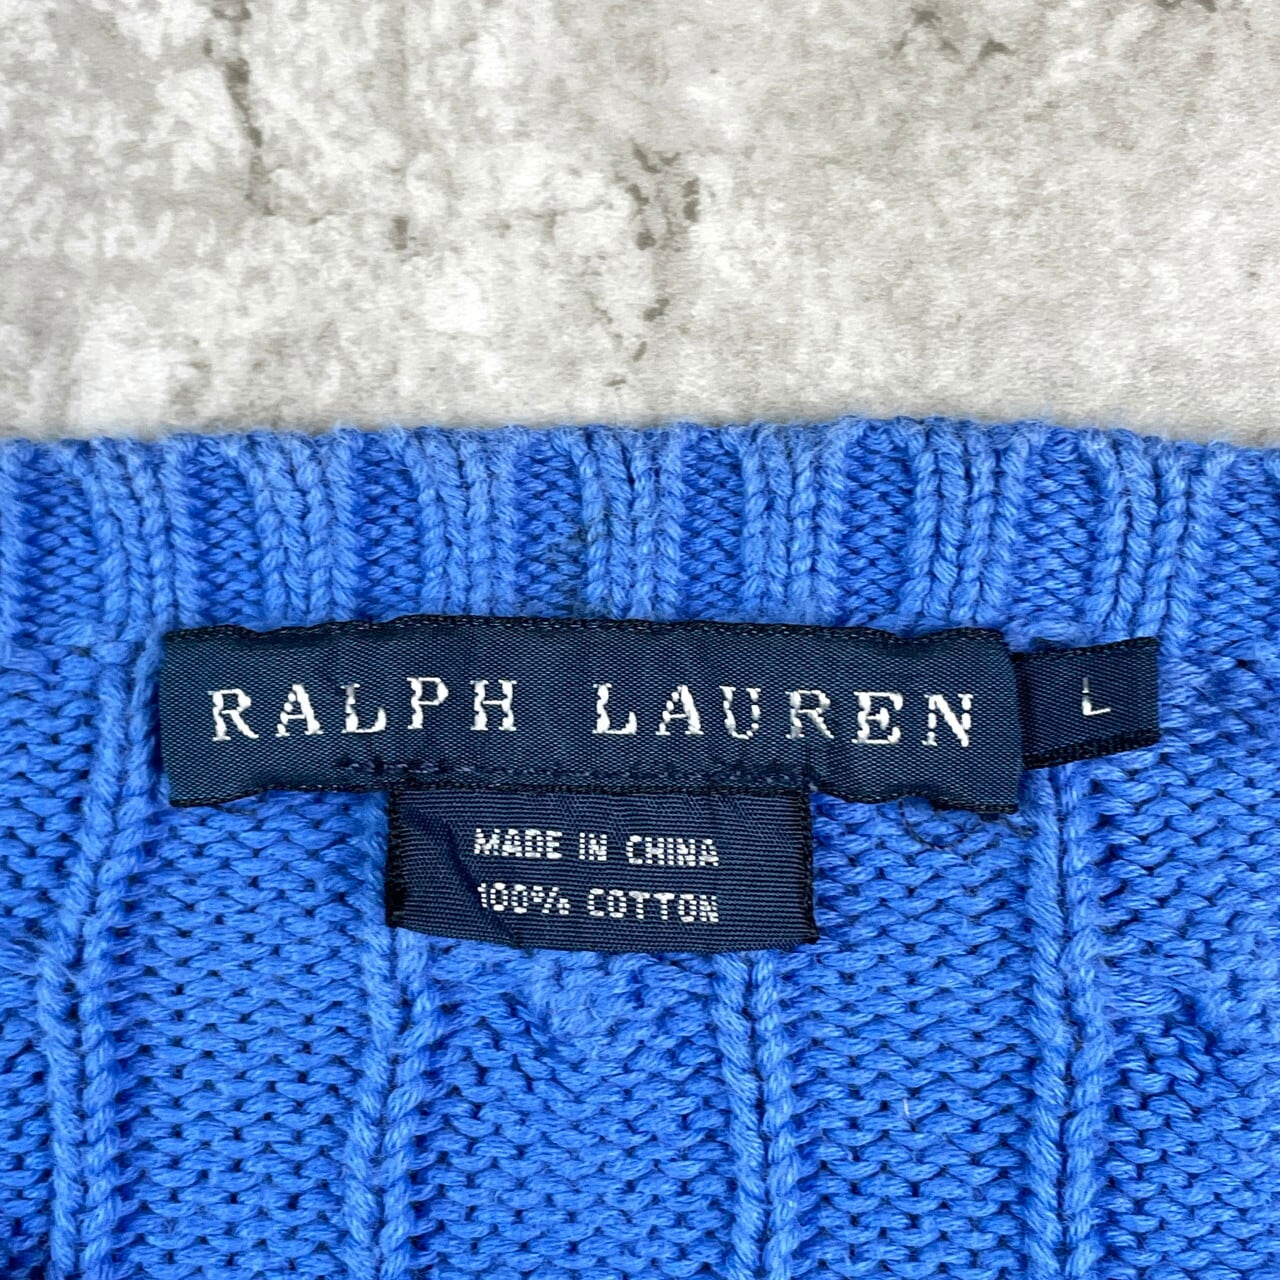 RALPH LAUREN
L
MADE IN CHINA
100% COTTON